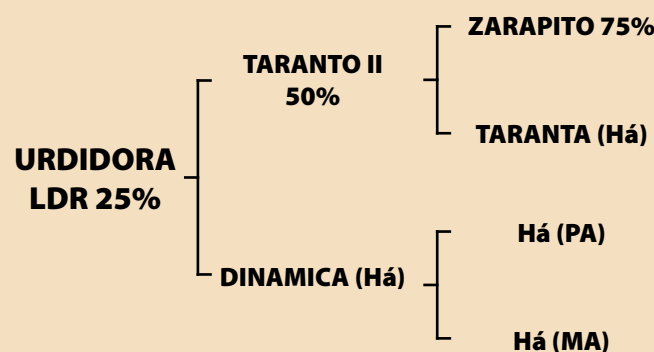 ZARAPITO 75%
TARANTO II
50%
TARANTA (Há)
URDIDORA
LDR 25%
Há (PA)
DINAMICA (Há)
Há (MA)